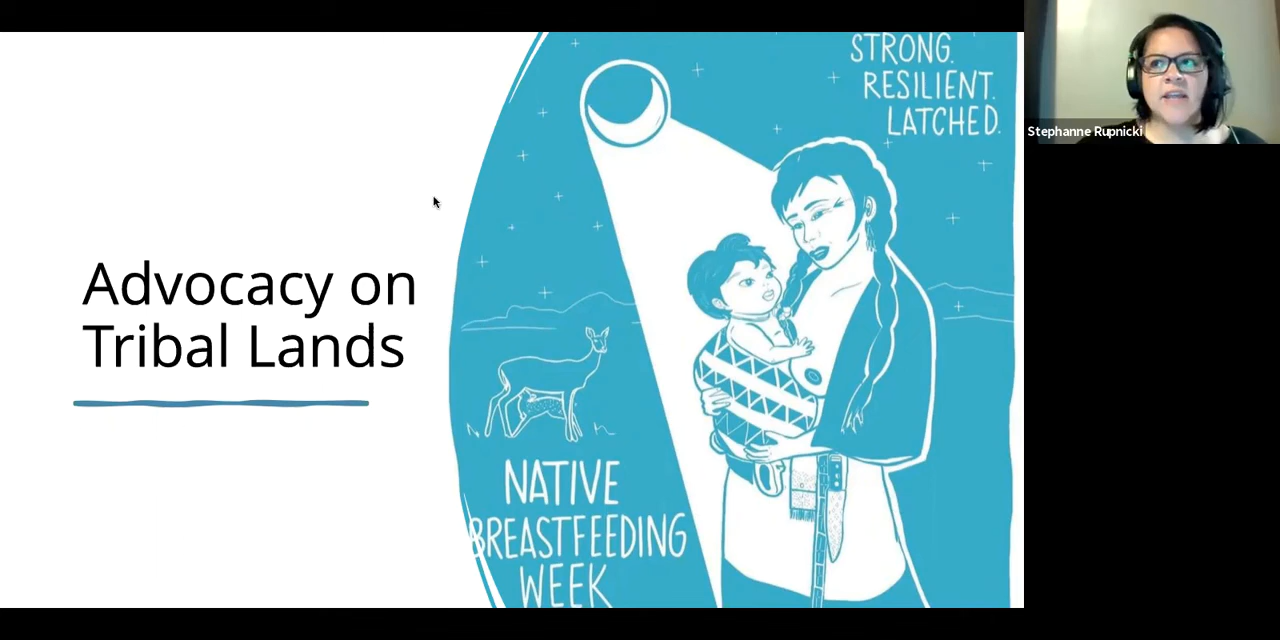 Advocacy on
Tribal Lands
STRONG.
RESILIENT.
LATCHED.
NATIVE
BREASTFEEDING
WEEK
Stephanne Rupnicki